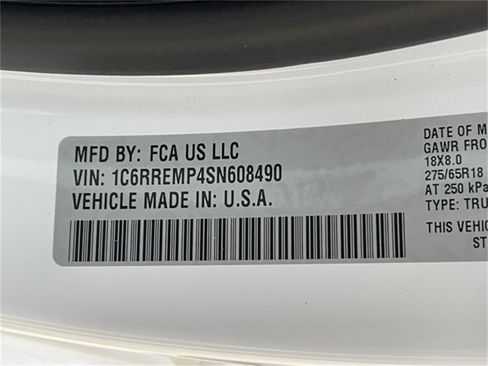 MFD BY: FCA US LLC
VIN: 1C6RREMP4SN608490
VEHICLE MADE IN: U.S.A.
DATE OF M
GAWR FRO
18X8.0
275/65R18
AT 250 kPa
TYPE: TRU
THIS VEHI
ST